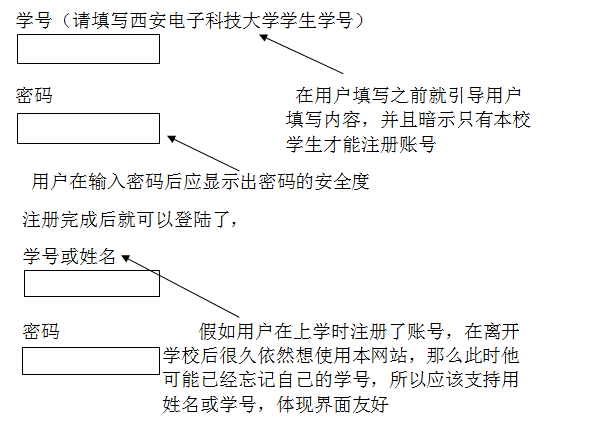 学号（请填写西安电子科技大学学生学号）
密码
在用户填写之前就引导用户
填写内容，并且暗示只有本校
学生才能注册账号
用户在输入密码后应显示出密码的安全度
注册完成后就可以登陆了，
学号或姓名
密码
假如用户在上学时注册了账号，在离开
学校后很久依然想使用本网站，那么此时他
可能已经忘记自己的学号，所以应该支持用
姓名或学号，体现界面友好